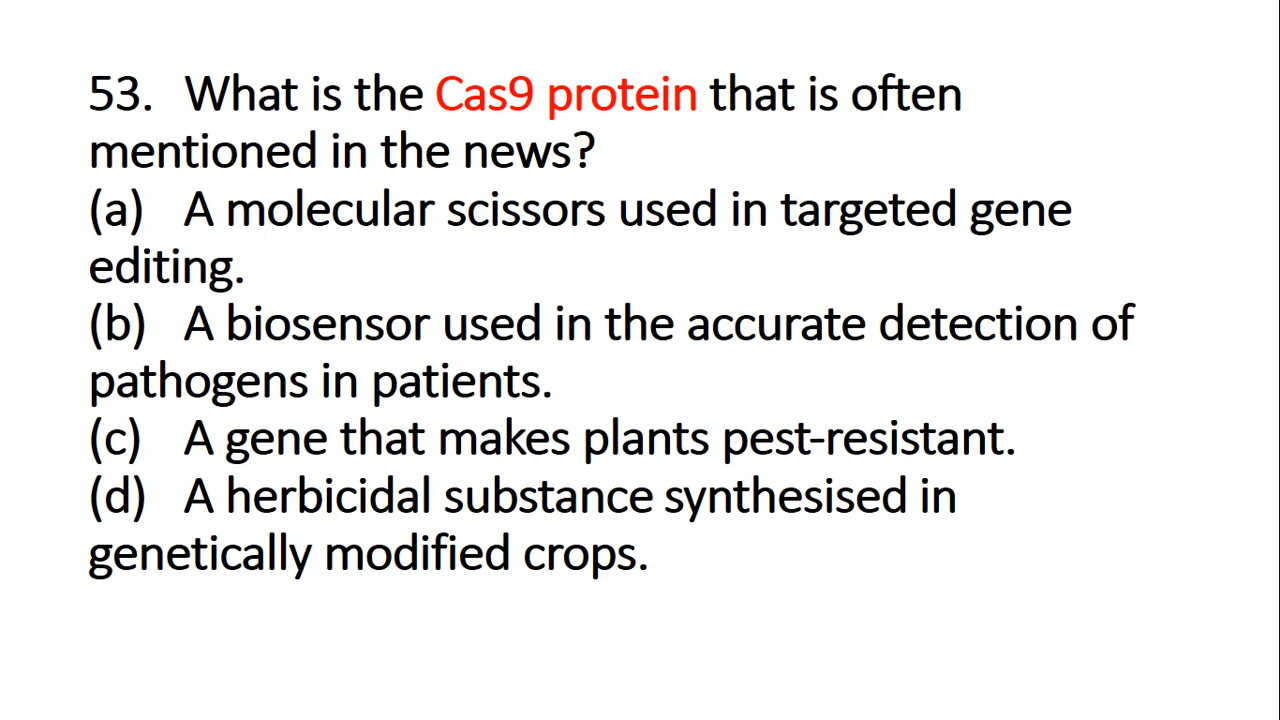 53. What is the Cas9 protein that is often
mentioned in the news?
(a) A molecular scissors used in targeted gene
editing.
(b) A biosensor used in the accurate detection of
pathogens in patients.
(c) A gene that makes plants pest-resistant.
(d) A herbicidal substance synthesised in
genetically modified crops.